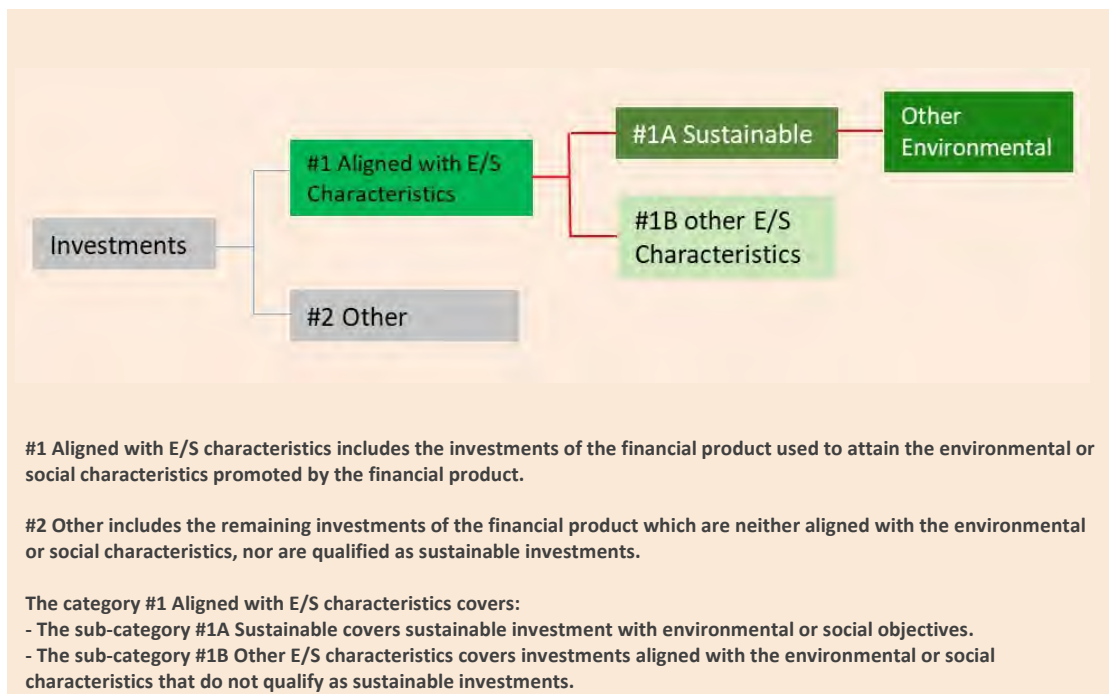 Investments
#1 Aligned with E/S
Characteristics
#2 Other
#1A Sustainable
#1B other E/S
Characteristics
Other
Environmental
#1 Aligned with E/S characteristics includes the investments of the financial product used to attain the environmental or
social characteristics promoted by the financial product.
#2 Other includes the remaining investments of the financial product which are neither aligned with the environmental
or social characteristics, nor are qualified as sustainable investments.
The category #1 Aligned with E/S characteristics covers:
- The sub-category #1A Sustainable covers sustainable investment with environmental or social objectives.
- The sub-category #1B Other E/S characteristics covers investments aligned with the environmental or social
characteristics that do not qualify as sustainable investments.